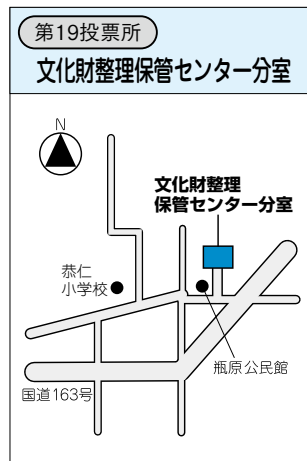 第19投票所
文化財整理保管センター分室
N
文化財整理
保管センター分室
恭仁
小学校
瓶原公民館
国道163号